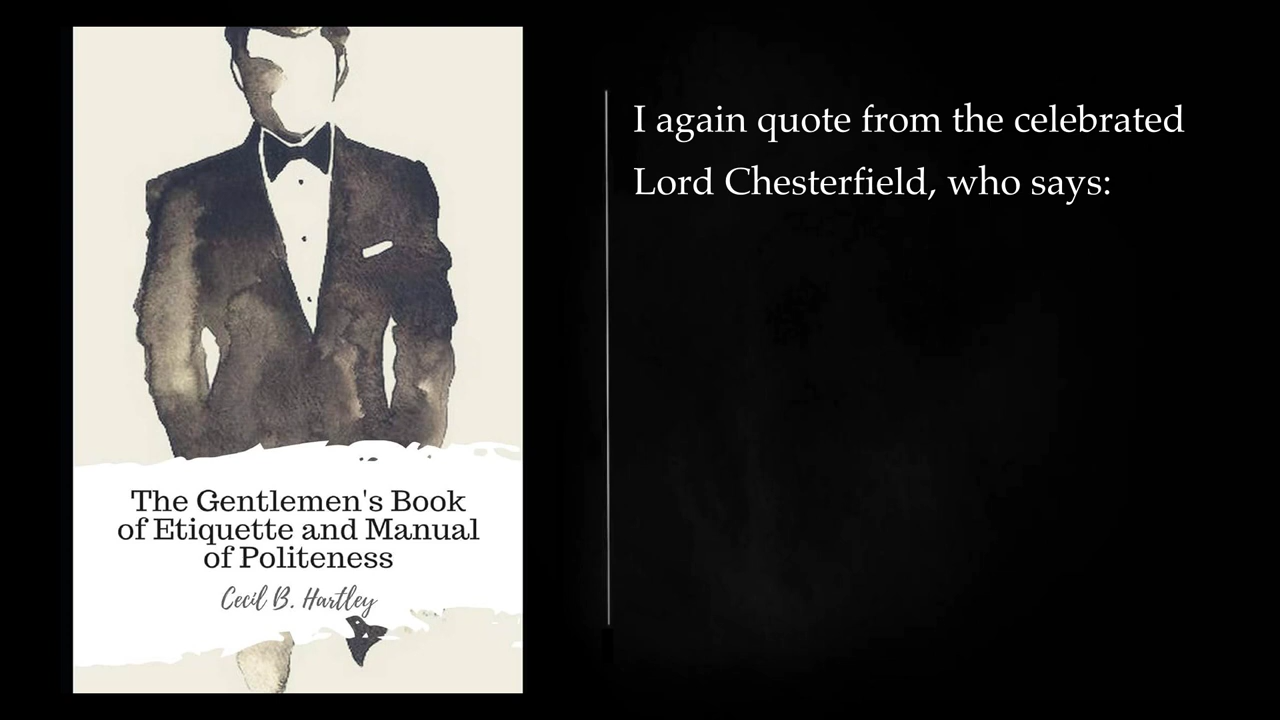 The Gentlemen's Book
of Etiquette and Manual
of Politeness
Cecil B. Hartley
I again quote from the celebrated
Lord Chesterfield, who says: